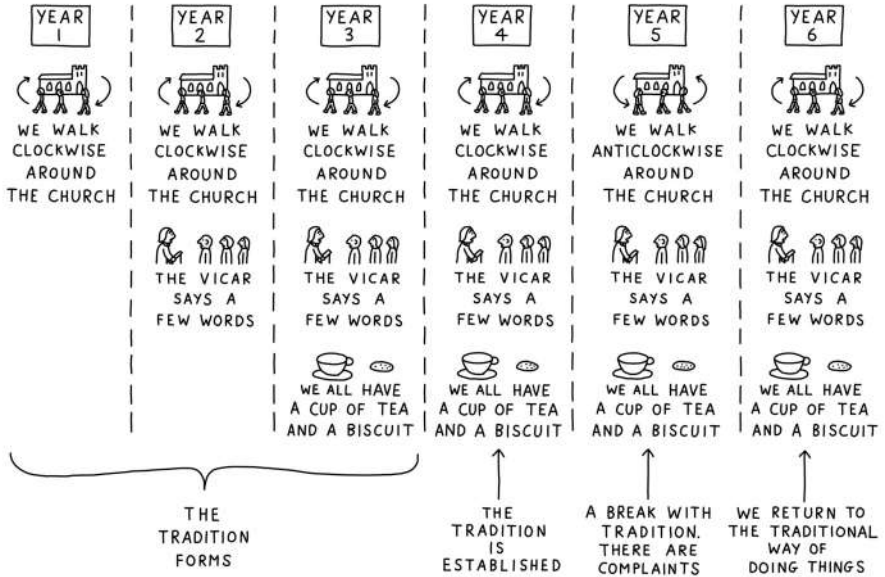 YEAR
1
WE WALK
CLOCKWISE
AROUND
THE CHURCH
YEAR
2
WE WALK
CLOCKWISE
AROUND
THE CHURCH
THE VICAR
SAYS A
FEW WORDS
YEAR
3
WE WALK
CLOCKWISE
AROUND
THE CHURCH
THE VICAR
SAYS A
FEW WORDS
WE ALL HAVE
A CUP OF TEA
AND A BISCUIT
THE
TRADITION
FORMS
YEAR
4
WE WALK
CLOCKWISE
AROUND
THE CHURCH
THE VICAR
SAYS A
FEW WORDS
WE ALL HAVE
A CUP OF TEA
AND A BISCUIT
THE
TRADITION
IS
ESTABLISHED
YEAR
5
WE WALK
ANTICLOCKWISE
AROUND
THE CHURCH
THE VICAR
SAYS A
FEW WORDS
WE ALL HAVE
A CUP OF TEA
AND A BISCUIT
A BREAK WITH
TRADITION.
THERE ARE
COMPLAINTS
YEAR
6
WE WALK
CLOCKWISE
AROUND
THE CHURCH
THE VICAR
SAYS A
FEW WORDS
WE ALL HAVE
A CUP OF TEA
AND A BISCUIT
WE RETURN TO
THE TRADITIONAL
WAY OF
DOING THINGS